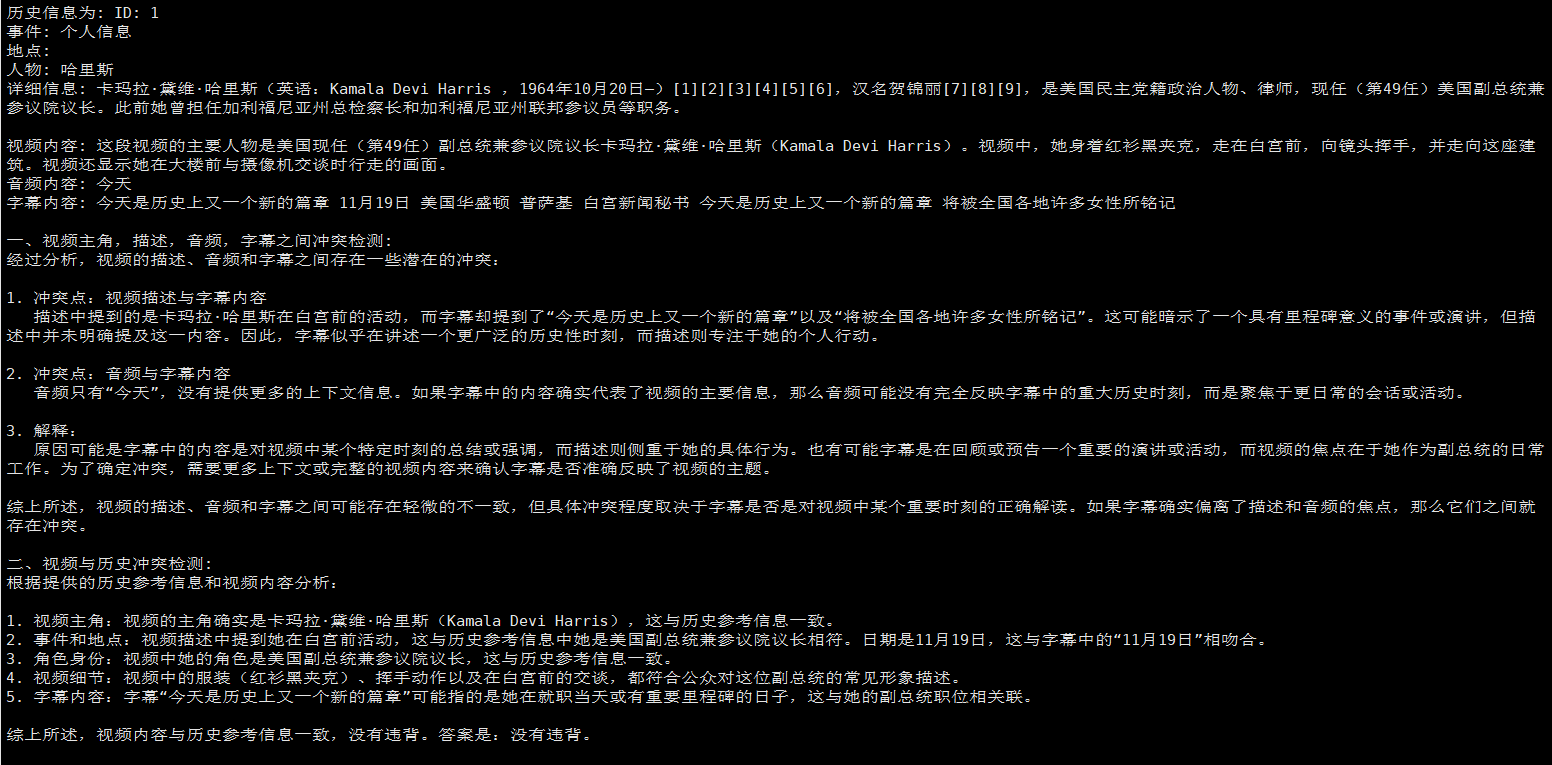 历史信息为: ID: 1
事件: 个人信息
地点:
人物: 哈里斯
详细信息: 卡玛拉·黛维·哈里斯（英语：Kamala Devi Harris ，1964年10月20日—）[1][2][3][4][5][6]，汉名贺锦丽[7][8][9]，是美国民主党籍政治人物、律师，现任（第49任）美国副总统兼
参议院议长。此前她曾担任加利福尼亚州总检察长和加利福尼亚州联邦参议员等职务。
视频内容: 这段视频的主要人物是美国现任（第49任）副总统兼参议院议长卡玛拉·黛维·哈里斯（Kamala Devi Harris）。视频中，她身着红衫黑夹克，走在白宫前，向镜头挥手，并走向这座建
筑。视频还显示她在大楼前与摄像机交谈时行走的画面。
音频内容: 今天
字幕内容: 今天是历史上又一个新的篇章 11月19日 美国华盛顿 普萨基 白宫新闻秘书 今天是历史上又一个新的篇章 将被全国各地许多女性所铭记
一、视频主角，描述，音频，字幕之间冲突检测:
经过分析，视频的描述、音频和字幕之间存在一些潜在的冲突：
1. 冲突点：视频描述与字幕内容
描述中提到的是卡玛拉·哈里斯在白宫前的活动，而字幕却提到了“今天是历史上又一个新的篇章”以及“将被全国各地许多女性所铭记”。这可能暗示了一个具有里程碑意义的事件或演讲，但描
述中并未明确提及这一内容。因此，字幕似乎在讲述一个更广泛的历史性时刻，而描述则专注于她的个人行动。
2. 冲突点：音频与字幕内容
音频只有“今天”，没有提供更多的上下文信息。如果字幕中的内容确实代表了视频的主要信息，那么音频可能没有完全反映字幕中的重大历史时刻，而是聚焦于更日常的会话或活动。
3. 解释：
原因可能是字幕中的内容是对视频中某个特定时刻的总结或强调，而描述则侧重于她的具体行为。也有可能字幕是在回顾或预告一个重要的演讲或活动，而视频的焦点在于她作为副总统的日常
工作。为了确定冲突，需要更多上下文或完整的视频内容来确认字幕是否准确反映了视频的主题。
综上所述，视频的描述、音频和字幕之间可能存在轻微的不一致，但具体冲突程度取决于字幕是否是对视频中某个重要时刻的正确解读。如果字幕确实偏离了描述和音频的焦点，那么它们之间就
存在冲突。
二、视频与历史冲突检测:
根据提供的历史参考信息和视频内容分析：
1. 视频主角：视频的主角确实是卡玛拉·黛维·哈里斯（Kamala Devi Harris），这与历史参考信息一致。
2. 事件和地点：视频描述中提到她在白宫前活动，这与历史参考信息中她是美国副总统兼参议院议长相符。日期是11月19日，这与字幕中的“11月19日”相吻合。
3. 角色身份：视频中她的角色是美国副总统兼参议院议长，这与历史参考信息一致。
4. 视频细节：视频中的服装（红衫黑夹克）、挥手动作以及在白宫前的交谈，都符合公众对这位副总统的常见形象描述。
5. 字幕内容：字幕“今天是历史上又一个新的篇章”可能指的是她在就职当天或有重要里程碑的日子，这与她的副总统职位相关联。
综上所述，视频内容与历史参考信息一致，没有违背。答案是：没有违背。